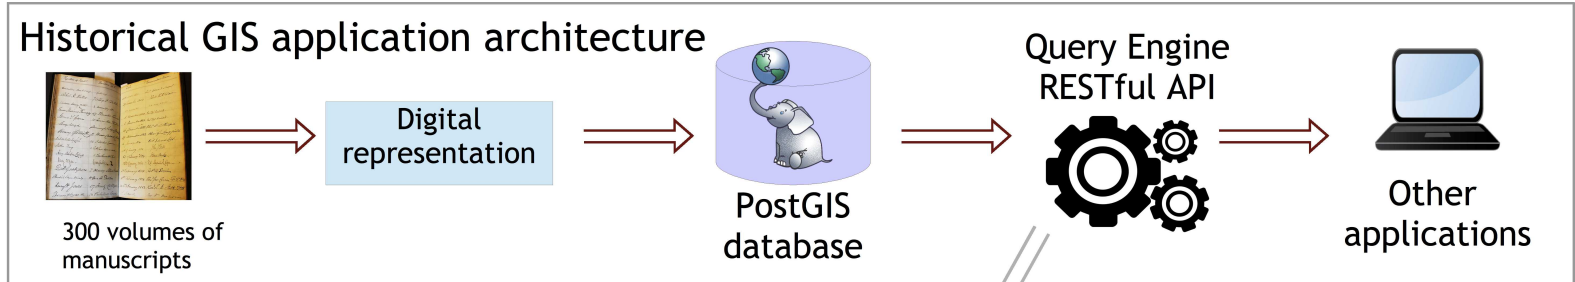 Historical GIS application architecture
300 volumes of
manuscripts
Digital
representation
PostGIS
database
Query Engine
RESTful API
Other
applications